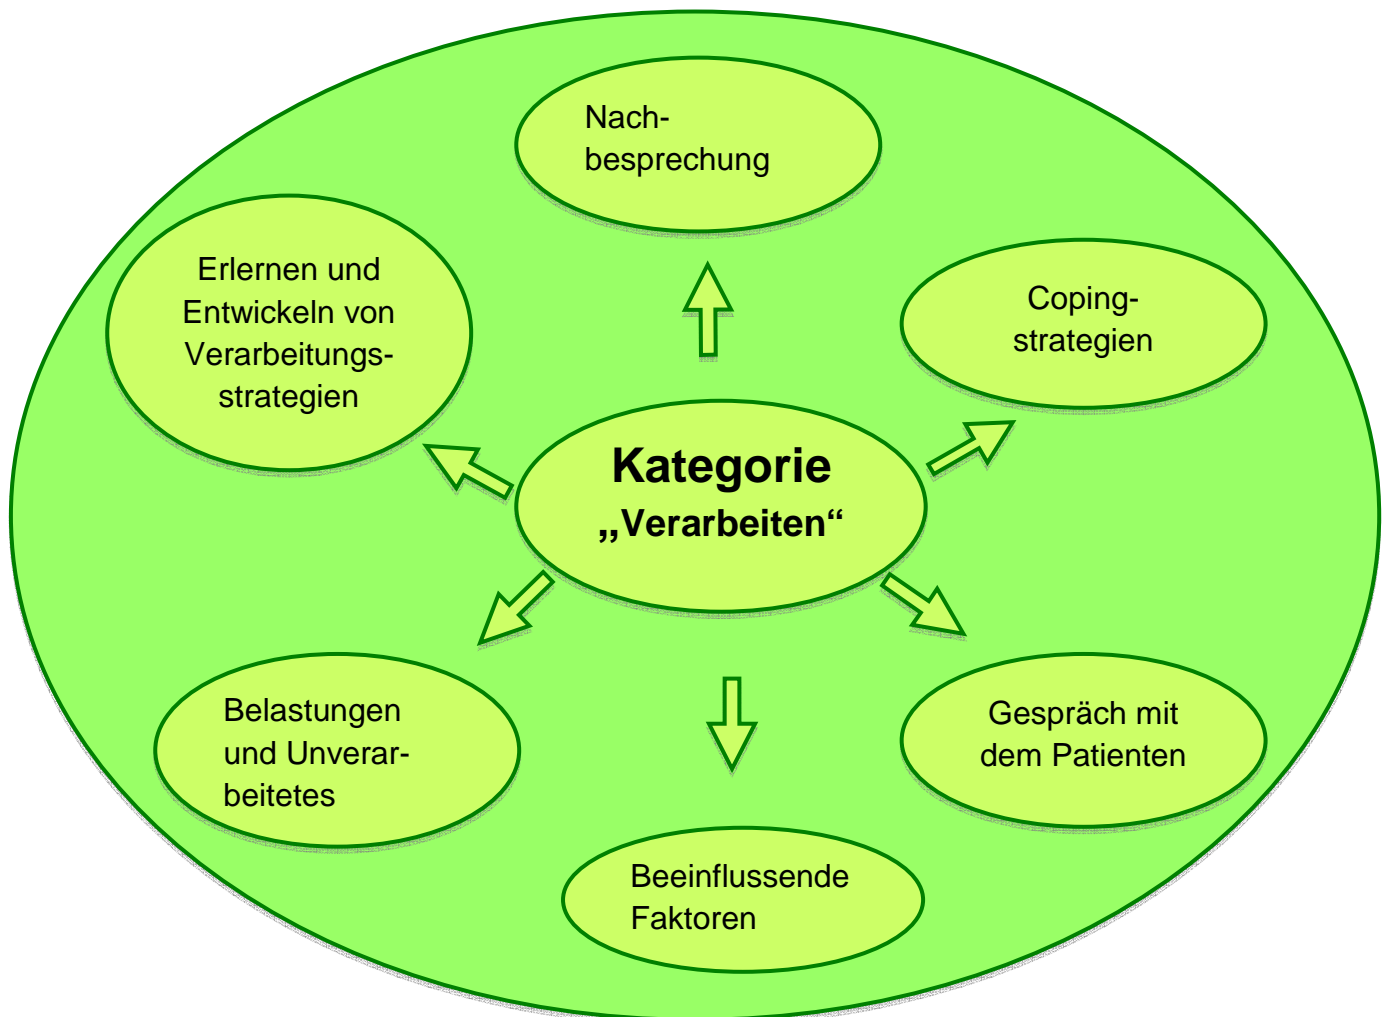 Nach-
besprechung
Erlernen und
Entwickeln von
Verarbeitungs-
strategien
Coping-
strategien
Kategorie
„Verarbeiten“
Belastungen
und Unverar-
beitetes
Gespräch mit
dem Patienten
Beeinflussende
Faktoren